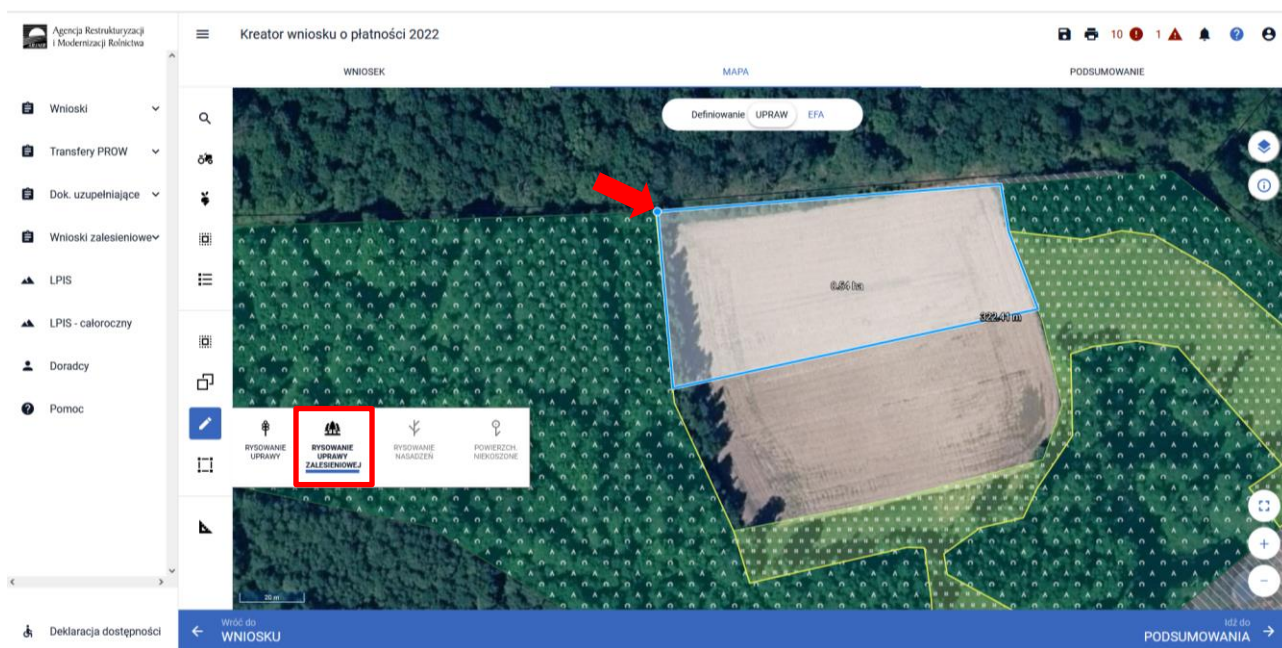 Agencja Restrukturyzacji
i Modernizacji Rolnictwa
Kreator wniosku o płatności 2022
10
1
WNIOSEK
MAPA
PODSUMOWANIE
Wnioski
Transfery PROW
Dok. uzupełniające
Wnioski zalesieniowe
LPIS
LPIS - całoroczny
Doradcy
Pomoc
Definiowanie UPRAW EFA
0.54 ha
322.41 m
RYSOWANIE
UPRAWY
RYSOWANIE
UPRAWY
ZALESIENIOWEJ
RYSOWANIE
NASADZEŃ
POWIERZCH.
NIEKOSZONE
20 m
Deklaracja dostępności
Wróć do
WNIOSKU
Idź do
PODSUMOWANIA